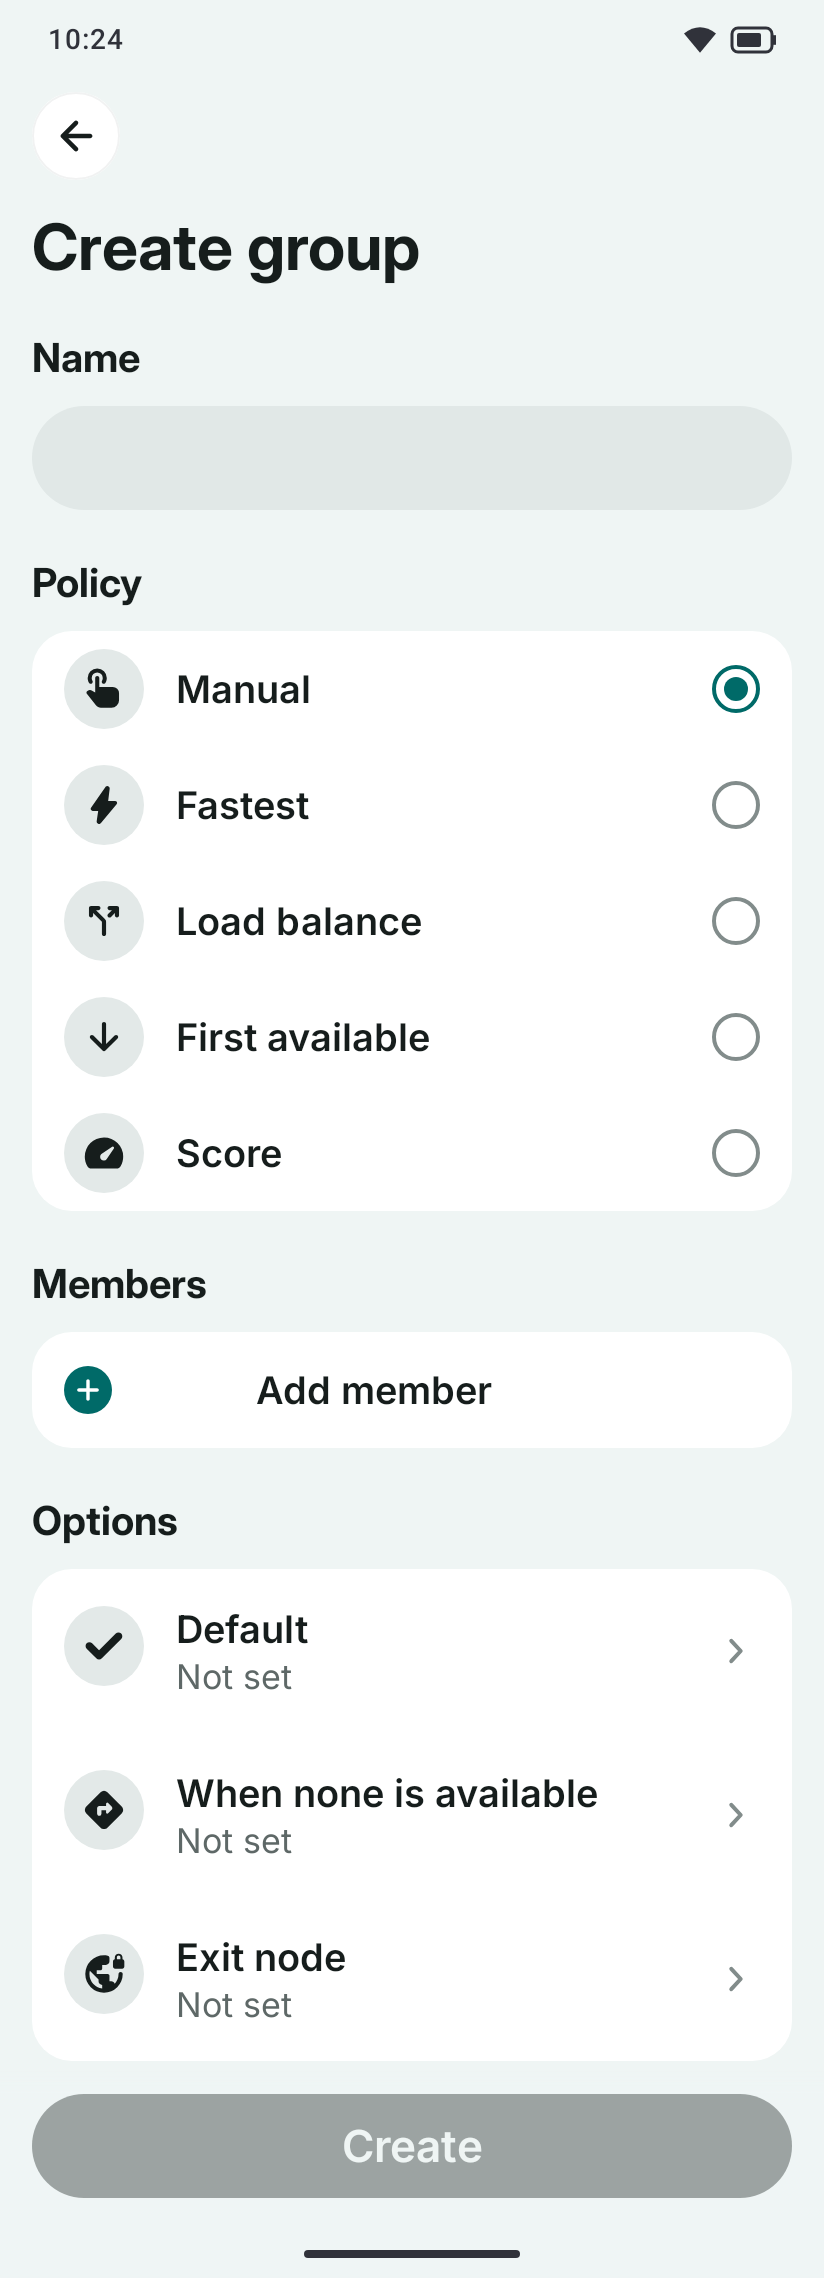 10:24
Create group
Name
Policy
Manual
Fastest
Load balance
First available
Score
Members
Add member
Options
Default
Not set
When none is available
Not set
Exit node
Not set
Create